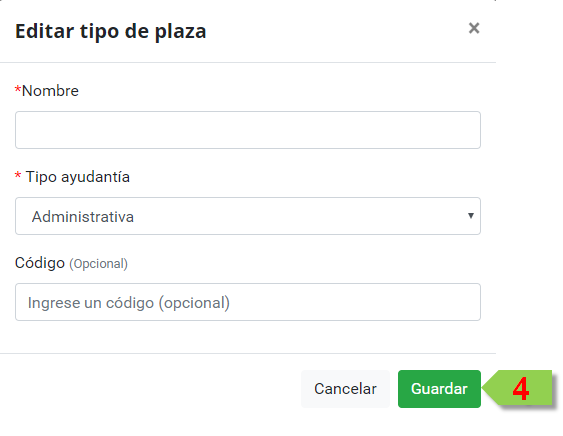 Editar tipo de plaza ×
*Nombre
* Tipo ayudantía
Administrativa
Código (Opcional)
Ingrese un código (opcional)
Cancelar Guardar 4